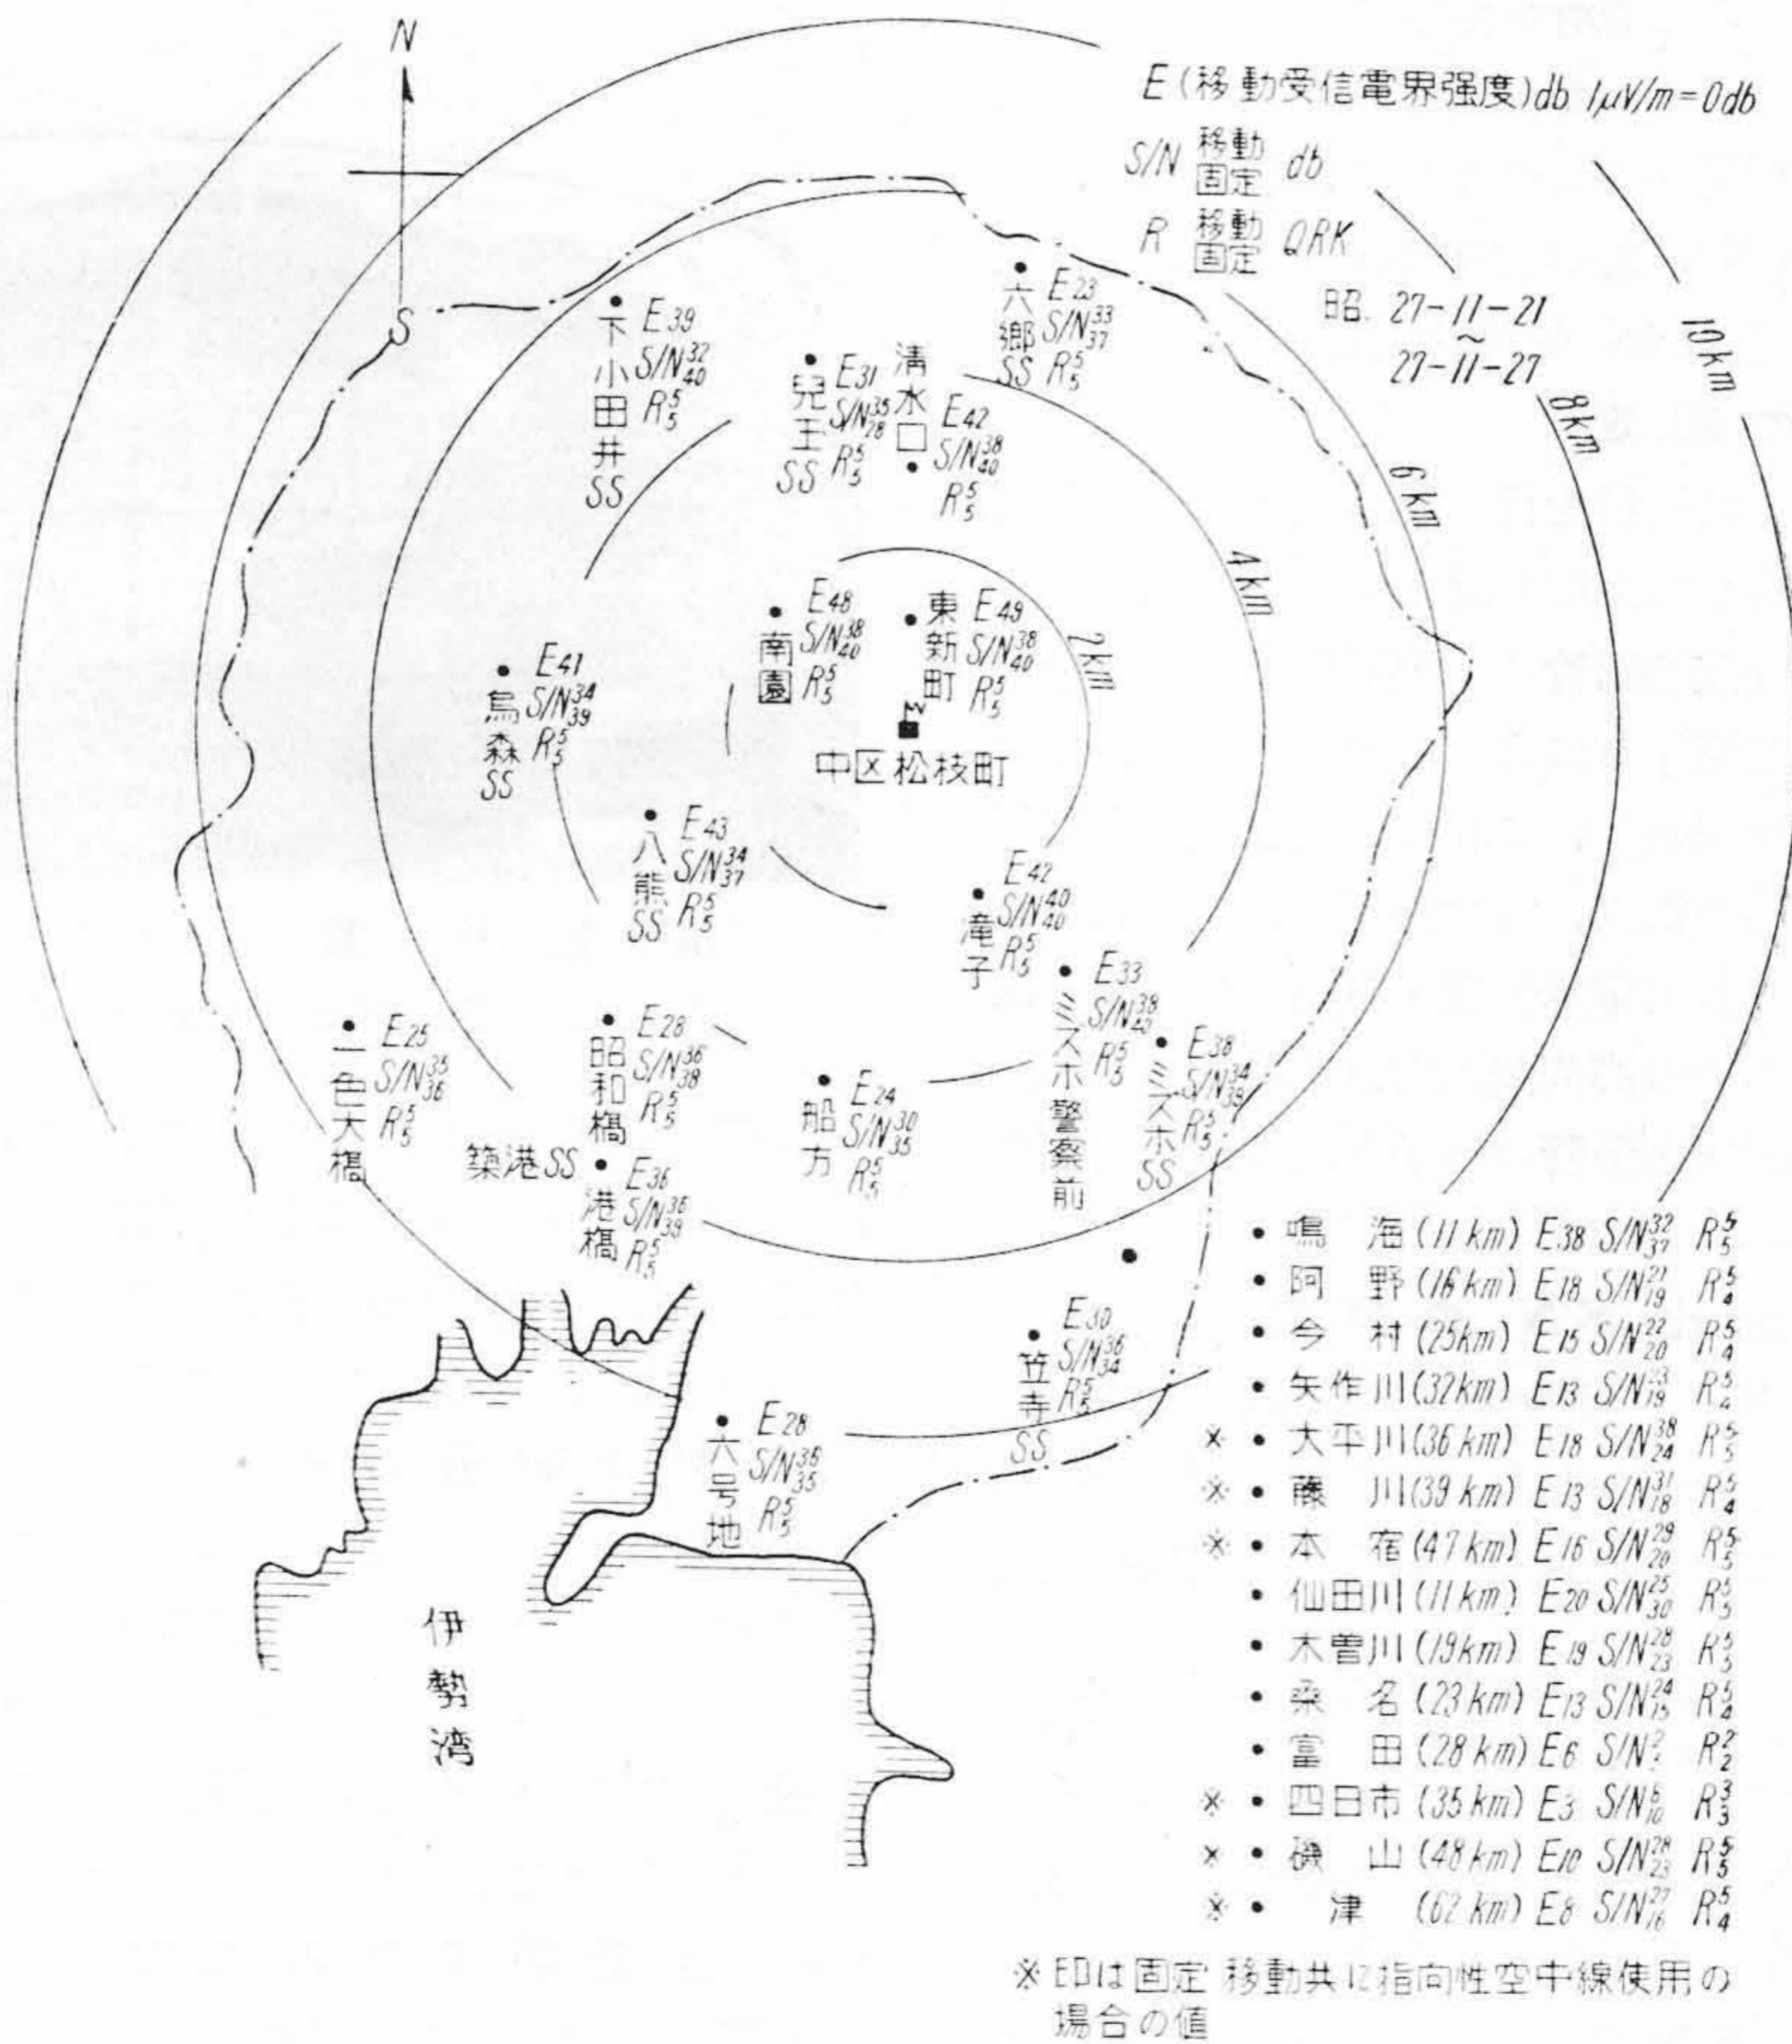 N
S
E (移動受信電界强度) db 1μV/m=0db
S/N 移動 固定 db
R 移動 固定 QRK
昭. 27-11-21
~
27-11-27
10km
8km
6km
4km
2km
下小田井SS
E39
S/N 32 40
R 5 5
兒玉SS
E31
S/N 35 28
R 5 5
清水口
E42
S/N 38 40
R 5 5
六郷SS
E23
S/N 33 37
R 5 5
南園
E48
S/N 38 40
R 5 5
東新町
E49
S/N 38 40
R 5 5
中区松枝町
烏森SS
E41
S/N 34 39
R 5 5
八熊SS
E43
S/N 34 37
R 5 5
滝子
E42
S/N 40 40
R 5 5
ミズホ警察前
E33
S/N 38 40
R 5 5
ミズホSS
E38
S/N 34 39
R 5 5
一色大橋
E25
S/N 35 36
R 5 5
昭和橋
E28
S/N 36 38
R 5 5
船方
E24
S/N 30 35
R 5 5
築港SS
港橋
E36
S/N 36 39
R 5 5
笠寺SS
E30
S/N 36 34
R 5 5
六号地
E28
S/N 36 35
R 5 5
伊勢湾
• 鳴海 (11km) E38 S/N 32 37 R 5 5
• 阿野 (16km) E18 S/N 21 19 R 5 4
• 今村 (25km) E15 S/N 22 20 R 5 4
• 矢作川 (32km) E13 S/N 23 19 R 5 4
※ • 大平川 (36km) E18 S/N 38 24 R 5 5
※ • 藤川 (39km) E13 S/N 31 18 R 5 4
※ • 本宿 (47km) E16 S/N 29 20 R 5 5
• 仙田川 (11km) E20 S/N 25 30 R 5 5
• 木曽川 (19km) E19 S/N 28 23 R 5 5
• 桑名 (23km) E13 S/N 24 15 R 5 4
• 富田 (28km) E6 S/N R 2 2
※ • 四日市 (35km) E3 S/N 6 10 R 3 3
※ • 磯山 (48km) E10 S/N 28 23 R 5 5
※ • 津 (62km) E8 S/N 27 16 R 5 4
※印は固定 移動共に指向性空中線使用の
場合の値